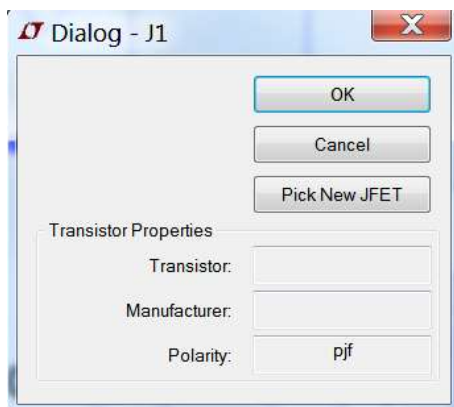 Dialog - J1
OK
Cancel
Pick New JFET
Transistor Properties
Transistor:
Manufacturer:
Polarity:
pjf